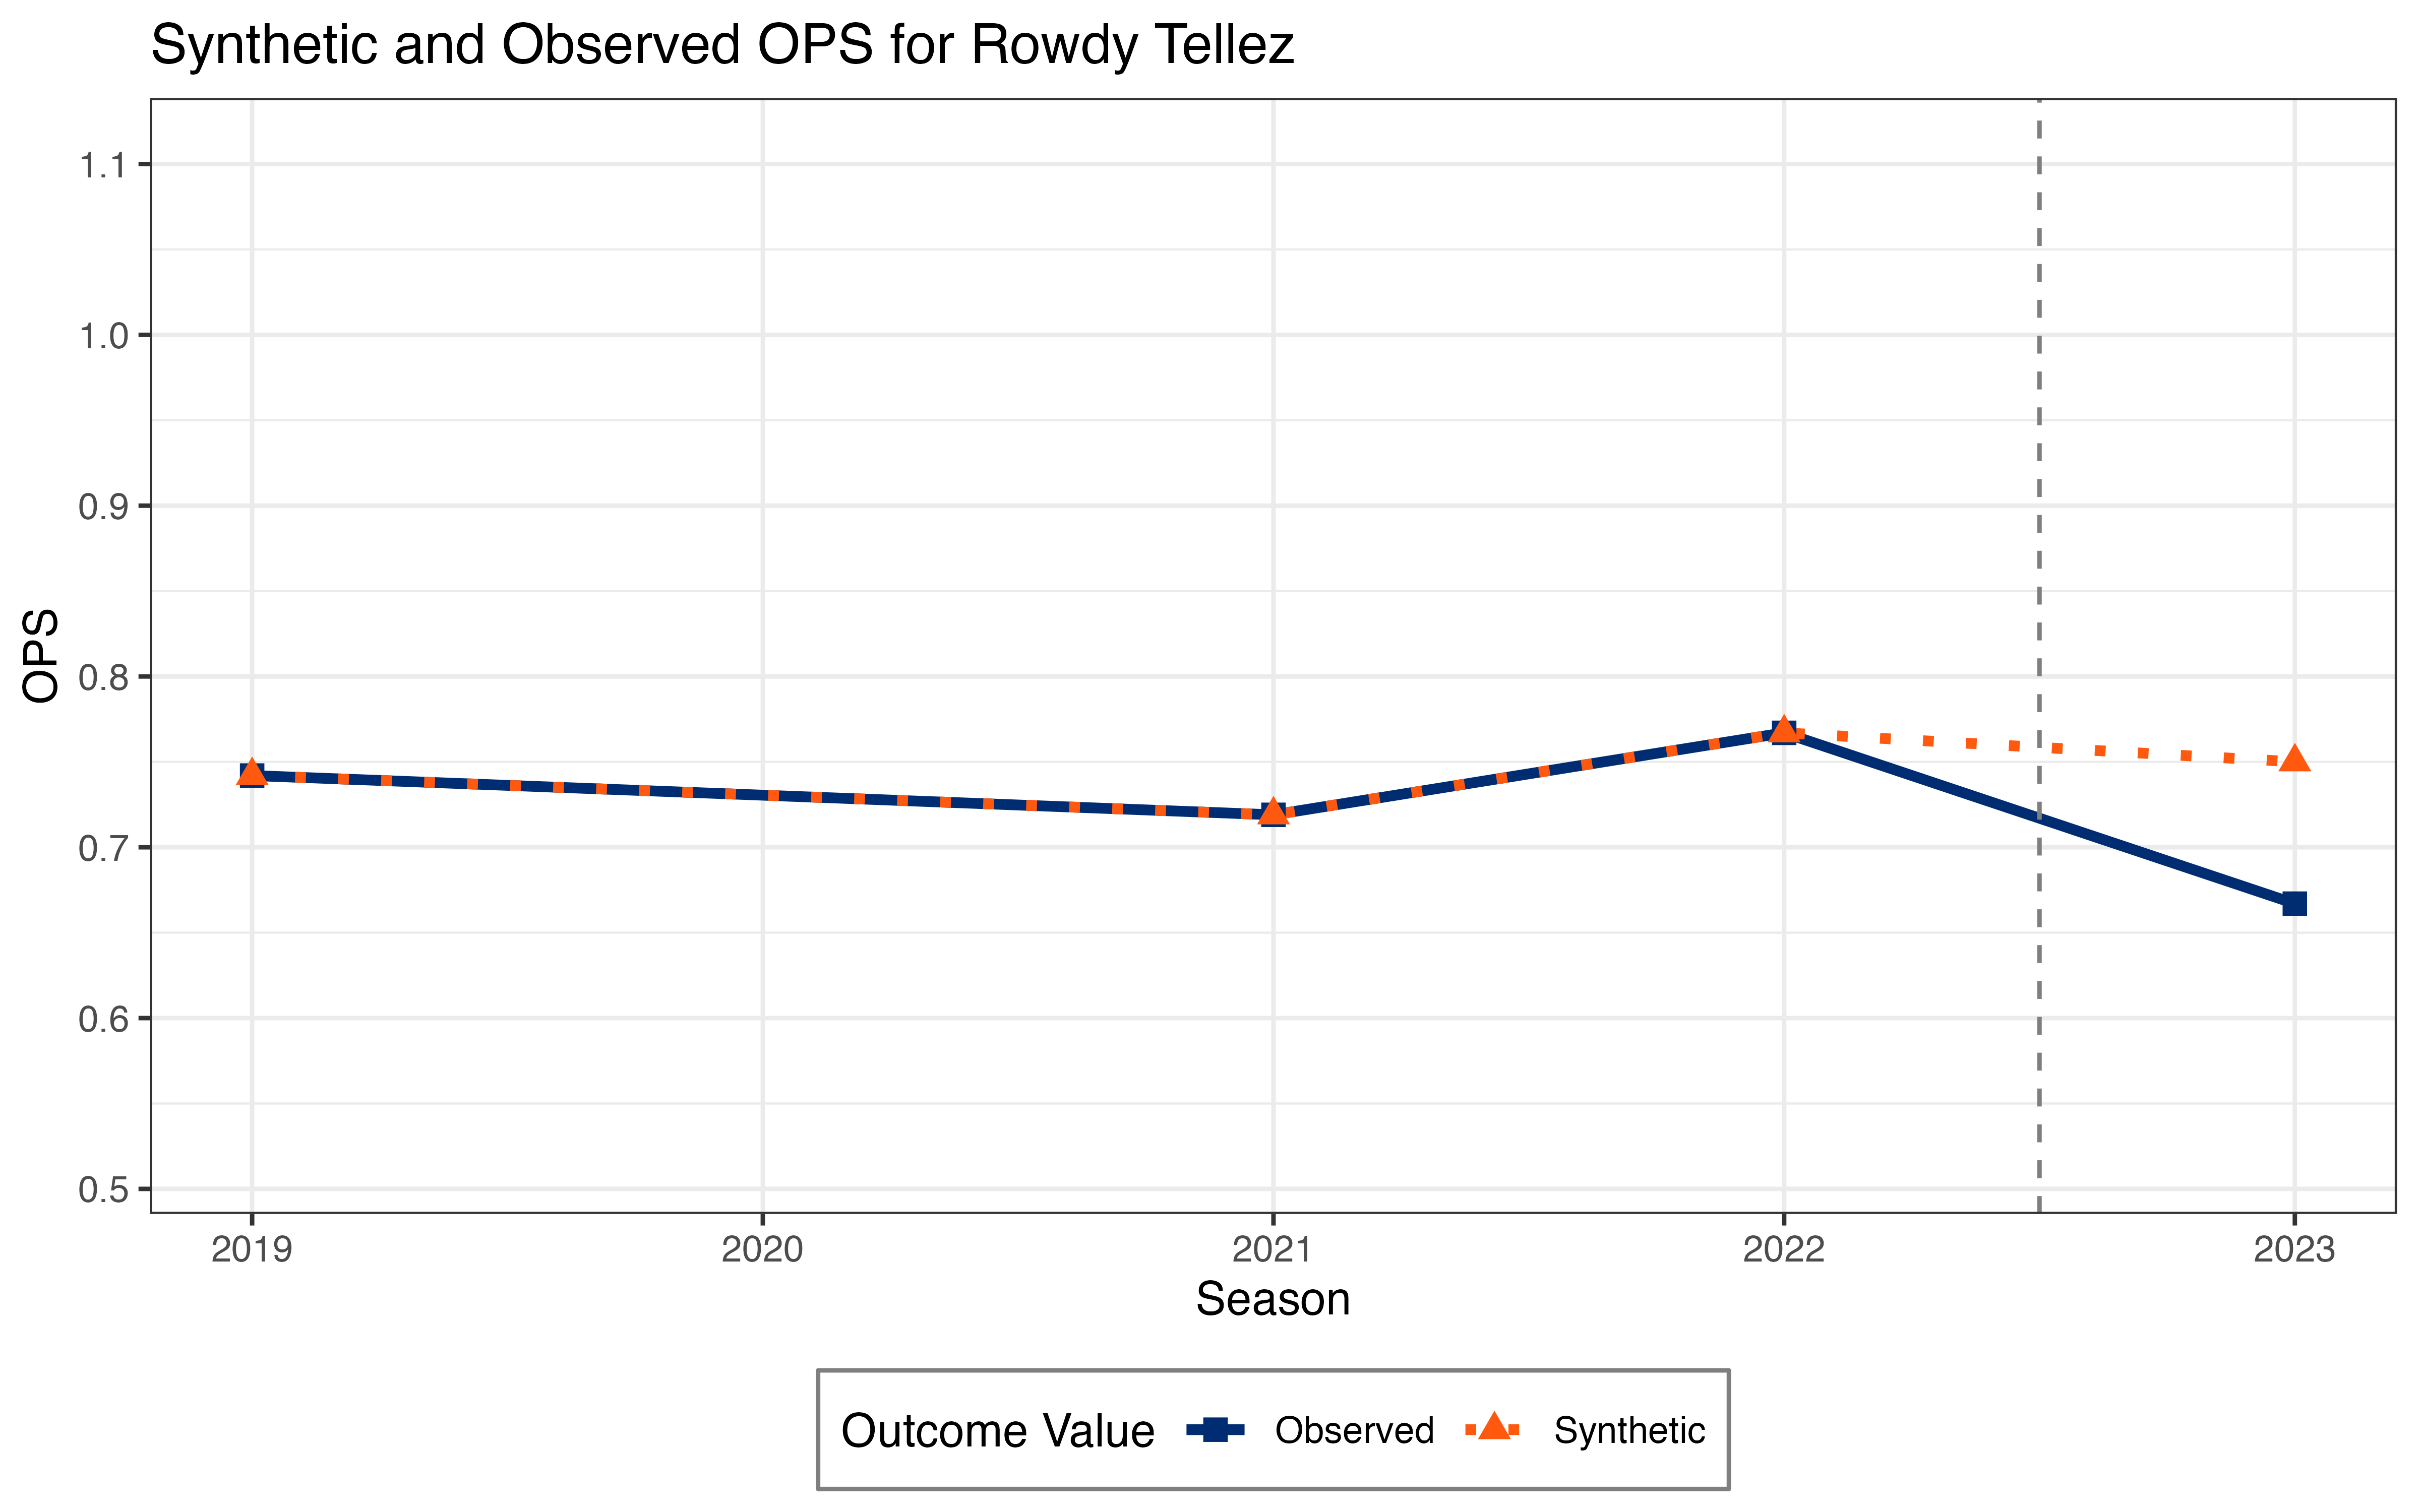 Synthetic and Observed OPS for Rowdy Tellez
1.1
1.0
0.9
0.8
0.7
0.6
0.5
OPS
2019 2020 2021 2022 2023
Season
Outcome Value Observed Synthetic